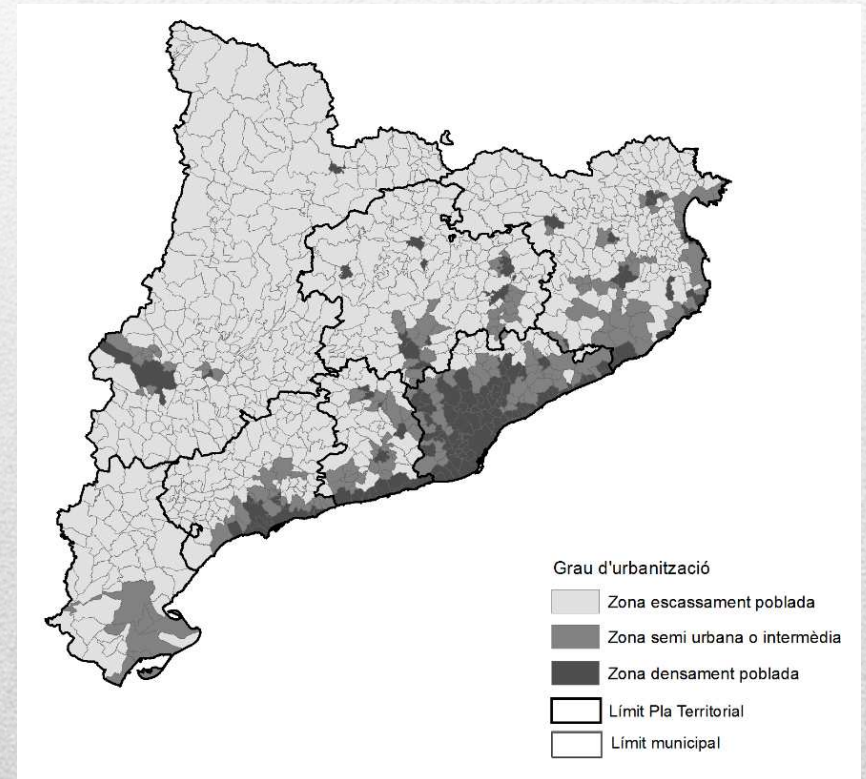 Grau d'urbanització
Zona escassament poblada
Zona semi urbana o intermèdia
Zona densament poblada
Límit Pla Territorial
Límit municipal